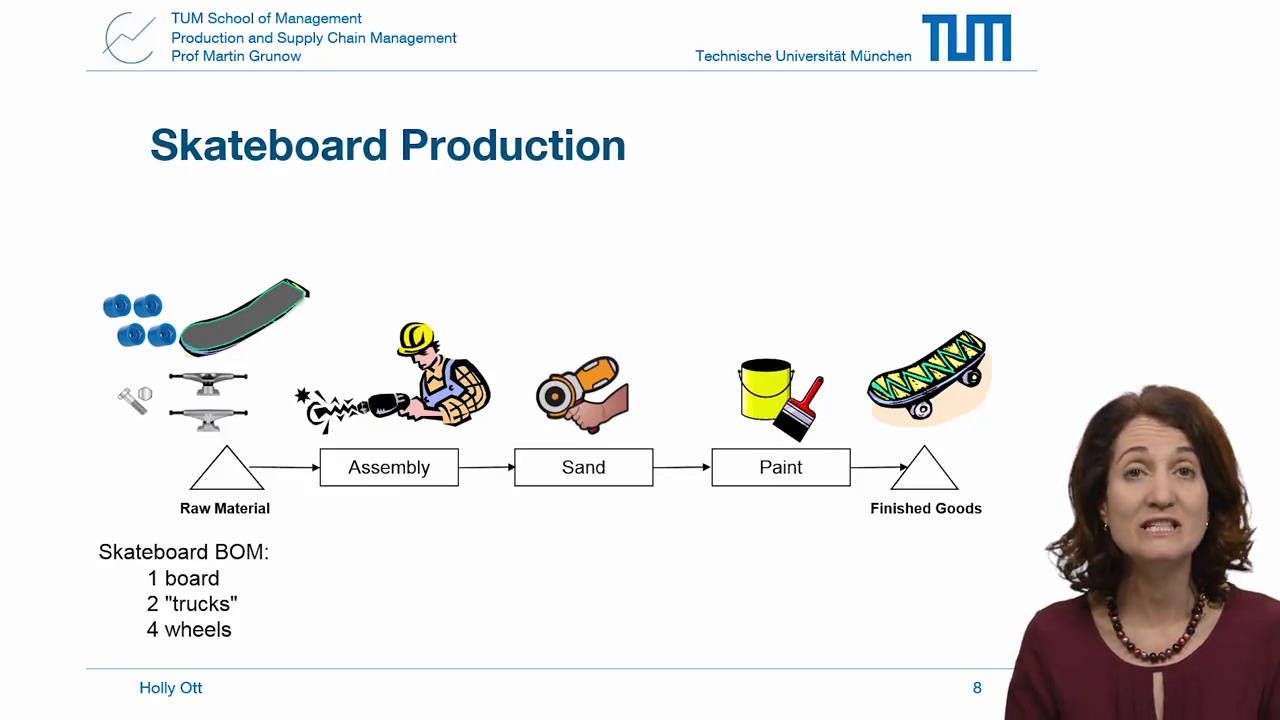 TUM School of Management
Production and Supply Chain Management
Prof Martin Grunow
Technische Universität München
TUM
Skateboard Production
Assembly
Sand
Paint
Raw Material
Finished Goods
Skateboard BOM:
1 board
2 "trucks"
4 wheels
Holly Ott
8